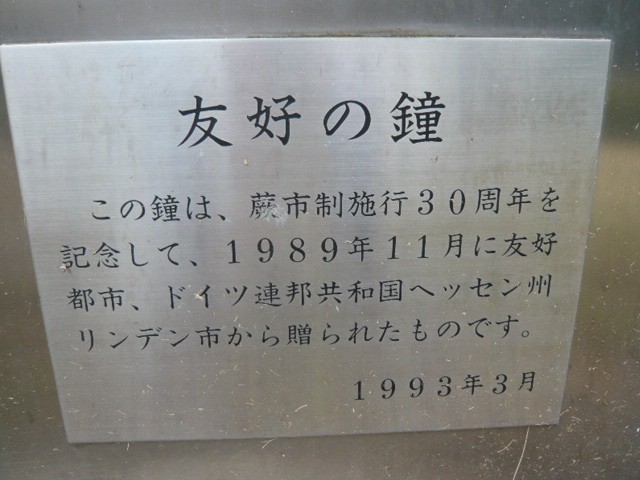 友好の鐘
この鐘は、蕨市制施行30周年を
記念して、1989年11月に友好
都市、ドイツ連邦共和国ヘッセン州
リンデン市から贈られたものです。
1993年3月